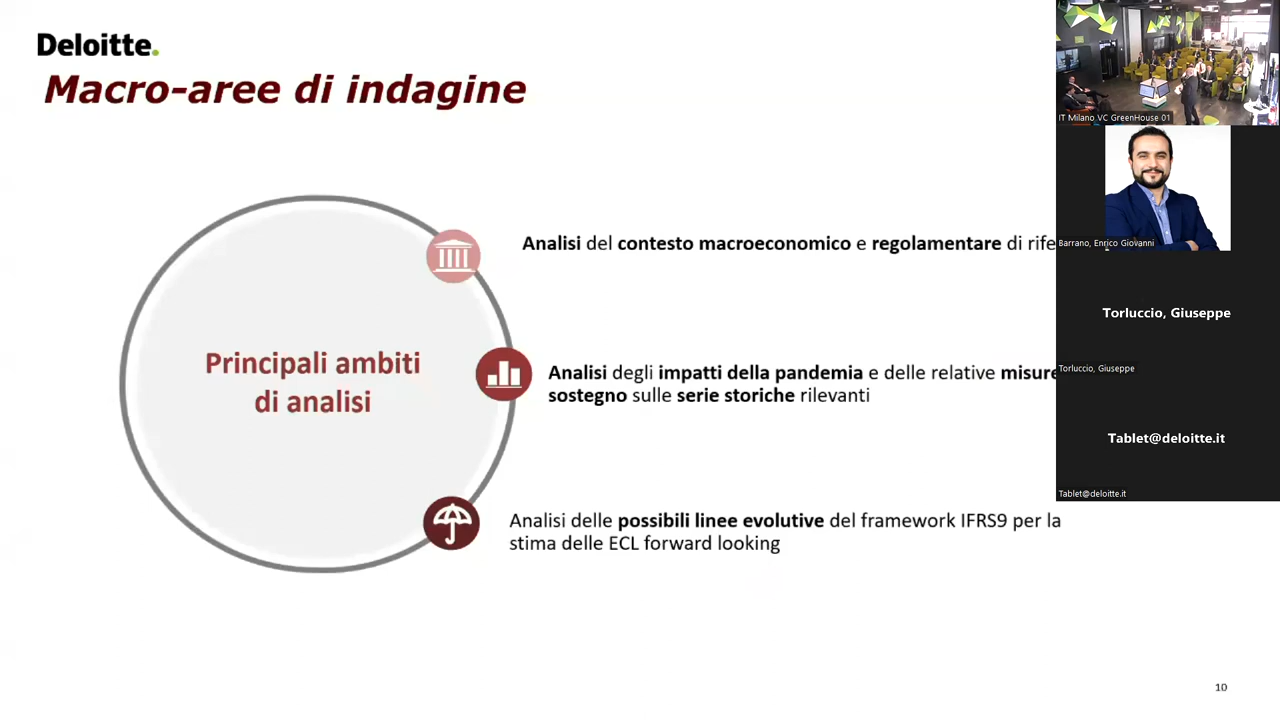 Deloitte.
Macro-aree di indagine
Principali ambiti
di analisi
Analisi del contesto macroeconomico e regolamentare di rife
Analisi degli impatti della pandemia e delle relative misure
sostegno sulle serie storiche rilevanti
Analisi delle possibili linee evolutive del framework IFRS9 per la
stima delle ECL forward looking
10
IT Milano VC GreenHouse 01
Barrano, Enrico Giovanni
Torluccio, Giuseppe
Torluccio, Giuseppe
Tablet@deloitte.it
Tablet@deloitte.it